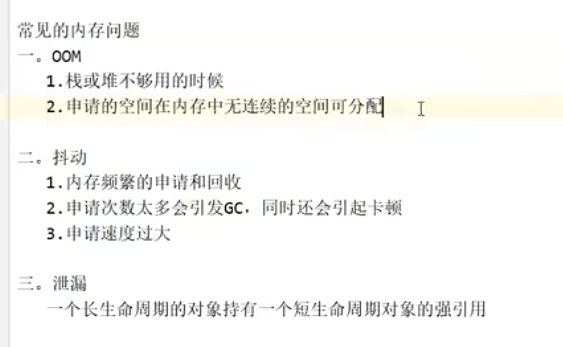 常见的内存问题
一。OOM
1.栈或堆不够用的时候
2.申请的空间在内存中无连续的空间可分配
二。抖动
1.内存频繁的申请和回收
2.申请次数太多会引发GC，同时还会引起卡顿
3.申请速度过大
三。泄漏
一个长生命周期的对象持有一个短生命周期对象的强引用